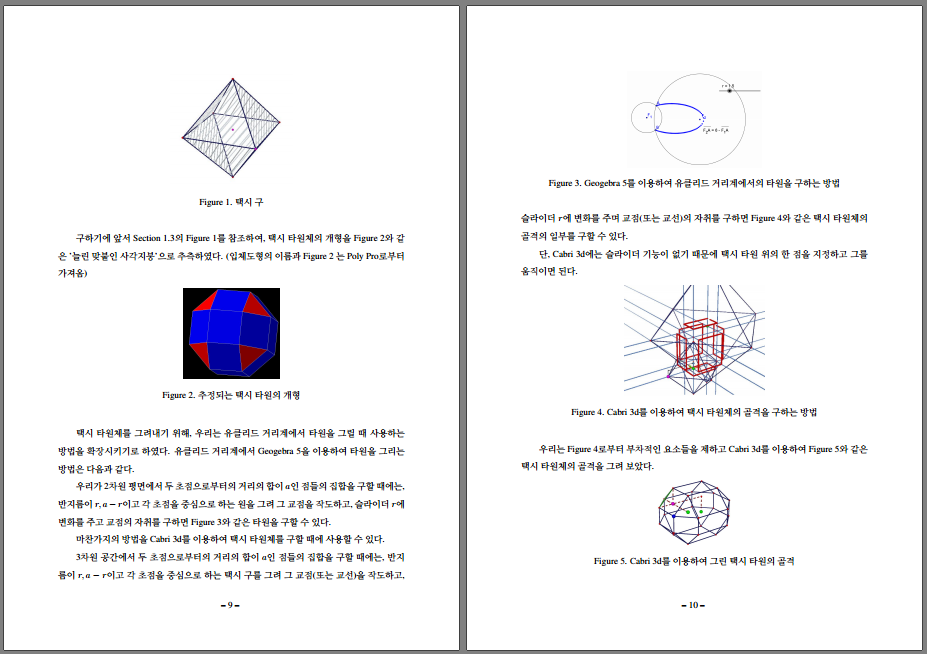 Figure 1. 택시 구
구하기에 앞서 Section 1.3의 Figure 1를 참조하여, 택시 타원체의 개형을 Figure 2와 같
은 '늘린 맞붙인 사각지붕'으로 추측하였다. (입체도형의 이름과 Figure 2 는 Poly Pro로부터
가져옴)
Figure 2. 추정되는 택시 타원의 개형
택시 타원체를 그려내기 위해, 우리는 유클리드 거리계에서 타원을 그릴 때 사용하는
방법을 확장시키기로 하였다. 유클리드 거리계에서 Geogebra 5을 이용하여 타원을 그리는
방법은 다음과 같다.
우리가 2차원 평면에서 두 초점으로부터의 거리의 합이 a인 점들의 집합을 구할 때에는,
반지름이 r, a − r이고 각 초점을 중심으로 하는 원을 그려 그 교점을 작도하고, 슬라이더 r에
변화를 주고 교점의 자취를 구하면 Figure 3와 같은 타원을 구할 수 있다.
마찬가지의 방법을 Cabri 3d를 이용하여 택시 타원체를 구할 때에 사용할 수 있다.
3차원 공간에서 두 초점으로부터의 거리의 합이 a인 점들의 집합을 구할 때에는, 반지
름이 r, a − r이고 각 초점을 중심으로 하는 택시 구를 그려 그 교점(또는 교선)을 작도하고,
– 9 –
Figure 3. Geogebra 5를 이용하여 유클리드 거리계에서의 타원을 구하는 방법
슬라이더 r에 변화를 주며 교점(또는 교선)의 자취를 구하면 Figure 4와 같은 택시 타원체의
골격의 일부를 구할 수 있다.
단, Cabri 3d에는 슬라이더 기능이 없기 때문에 택시 타원 위의 한 점을 지정하고 그를
움직이면 된다.
Figure 4. Cabri 3d를 이용하여 택시 타원체의 골격을 구하는 방법
우리는 Figure 4로부터 부차적인 요소들을 제하고 Cabri 3d를 이용하여 Figure 5와 같은
택시 타원체의 골격을 그려 보았다.
Figure 5. Cabri 3d를 이용하여 그린 택시 타원의 골격
– 10 –